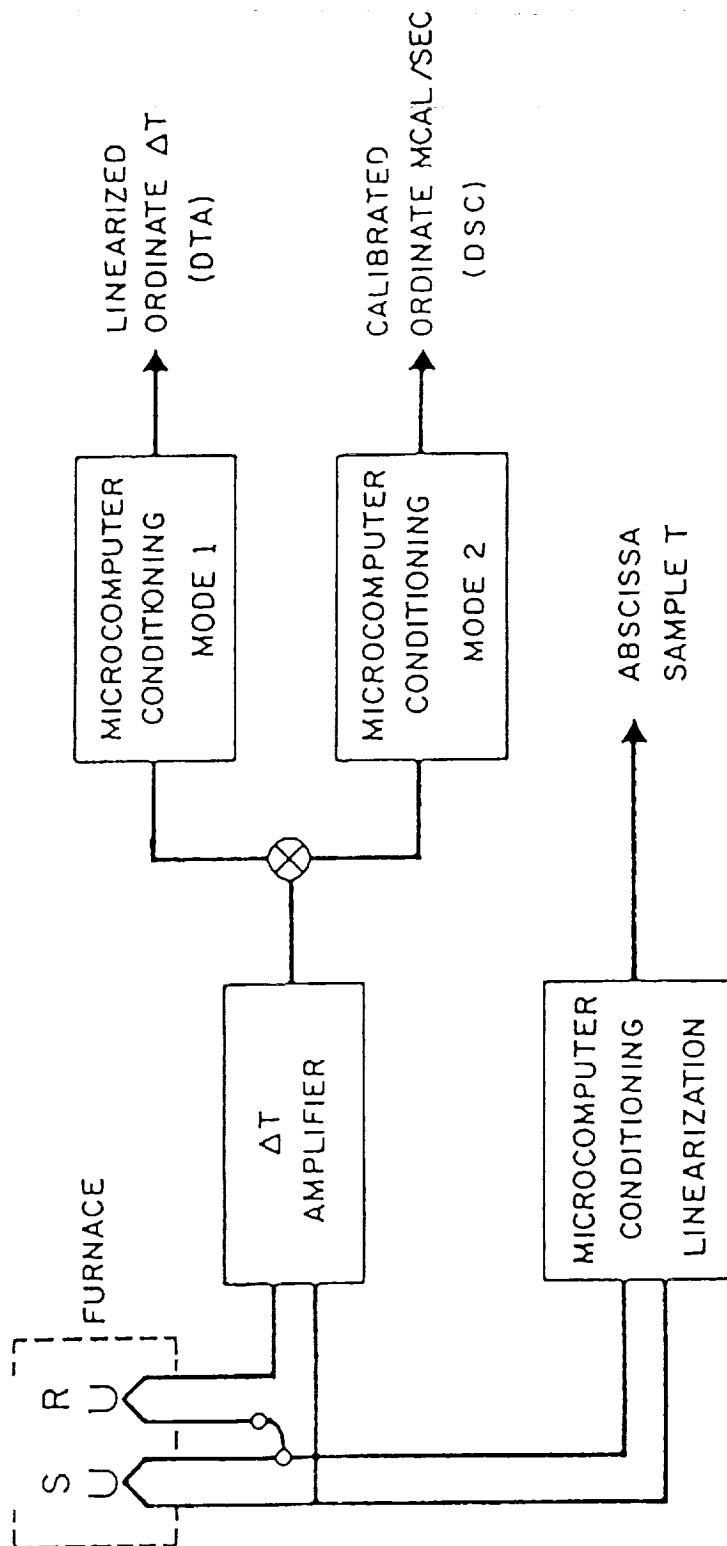 S R
FURNACE
ΔT
AMPLIFIER
MICROCOMPUTER
CONDITIONING
MODE 1
LINEARIZED
ORDINATE ΔT
(DTA)
MICROCOMPUTER
CONDITIONING
MODE 2
CALIBRATED
ORDINATE MCAL/SEC
(DSC)
MICROCOMPUTER
CONDITIONING
LINEARIZATION
ABSCISSA
SAMPLE T